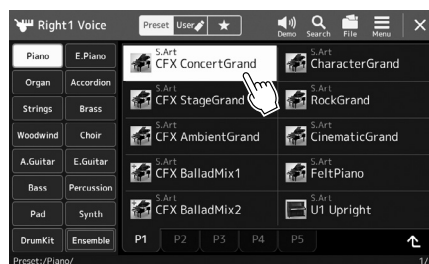 Right1 Voice Preset User ★ Demo Search File Menu
Piano E.Piano
Organ Accordion
Strings Brass
Woodwind Choir
A.Guitar E.Guitar
Bass Percussion
Pad Synth
DrumKit Ensemble
S.Art
CFX ConcertGrand
S.Art
CharacterGrand
S.Art
CFX StageGrand
S.Art
RockGrand
S.Art
CFX AmbientGrand
S.Art
CinematicGrand
S.Art
CFX BalladMix1
S.Art
FeltPiano
S.Art
CFX BalladMix2
S.Art
U1 Upright
P1 P2 P3 P4 P5
Preset:/Piano/ 1/